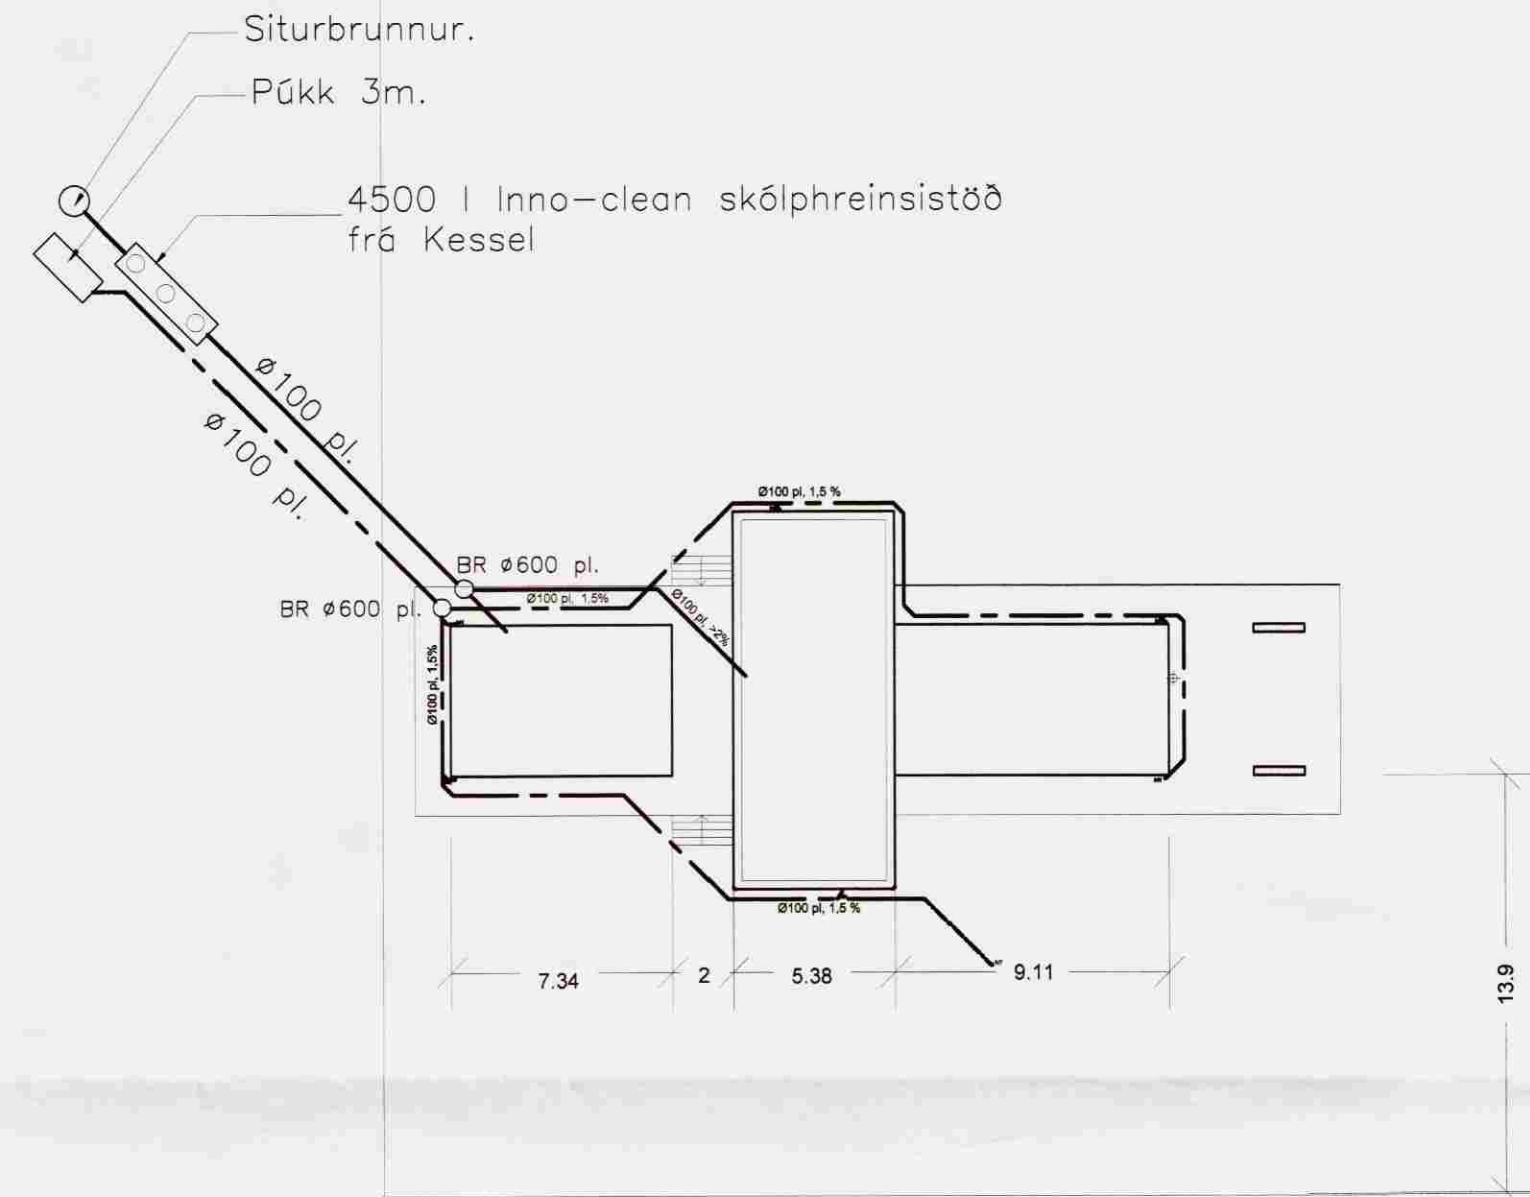 Siturbrunnur.
Púkk 3m.
4500 l Inno-clean skólphreinsistöð
frá Kessel
Ø100 pl.
Ø100 pl.
Ø100 pl, 1,5 %
BR Ø600 pl.
Ø100 pl, 1,5%
BR Ø600 pl.
Ø100 pl, >2%
Ø100 pl, 1,5%
Ø100 pl, 1,5 %
7.34
2
5.38
9.11
13.9